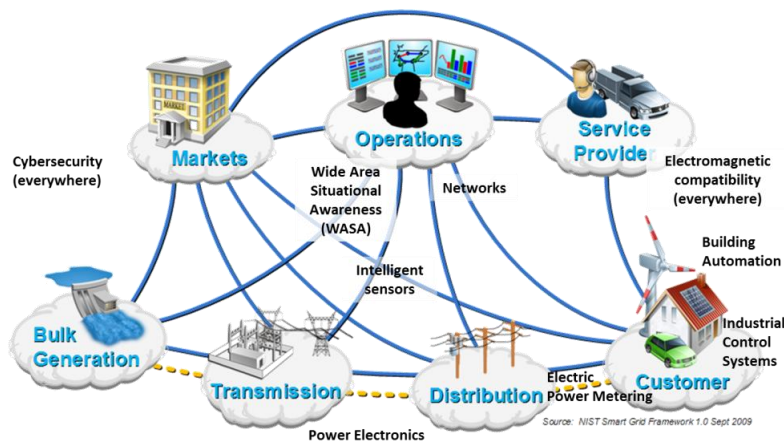 MARKET
Markets
Operations
Service
Provider
Cybersecurity
(everywhere)
Wide Area
Situational
Awareness
(WASA)
Networks
Electromagnetic
compatibility
(everywhere)
Building
Automation
Intelligent
sensors
Bulk
Generation
Transmission
Distribution
Electric
Power Metering
Customer
Industrial
Control
Systems
Power Electronics
Source: NIST Smart Grid Framework 1.0 Sept 2009